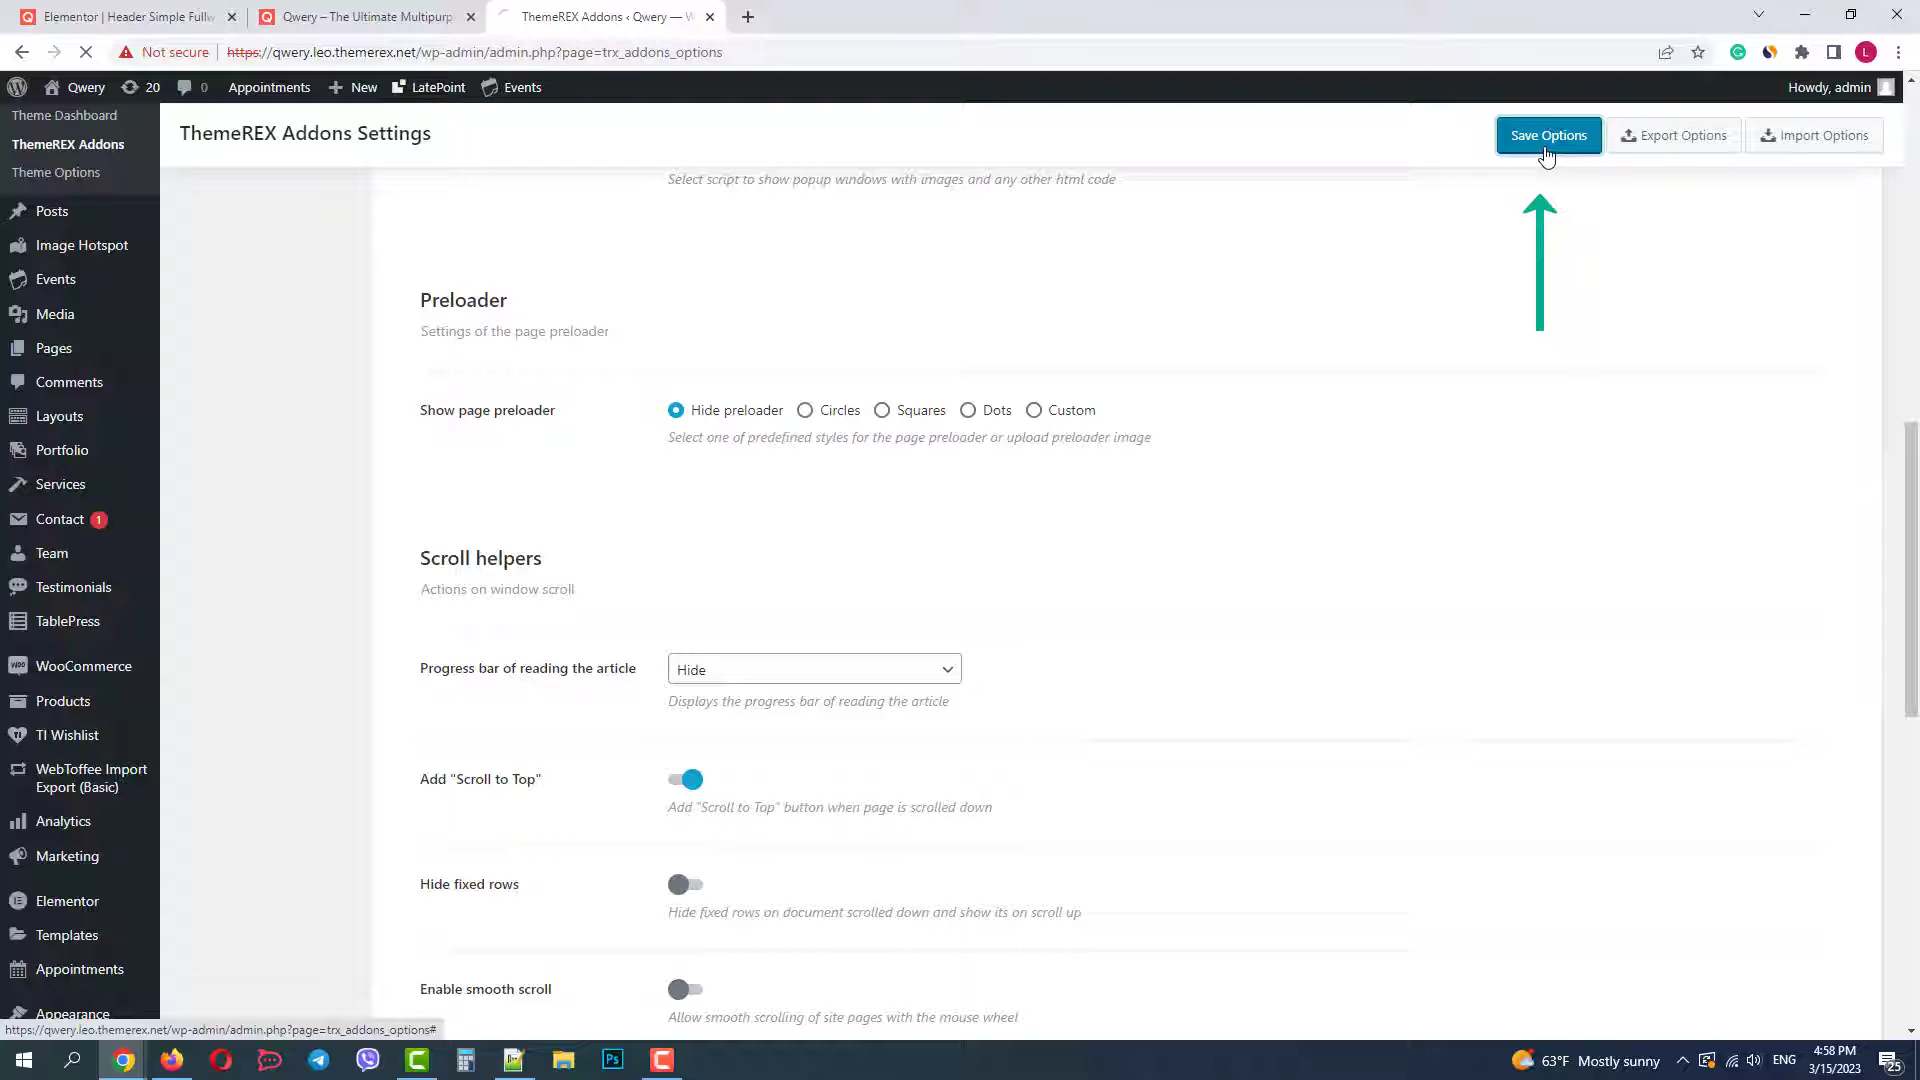 Elementor | Header Simple Fullw
Qwery – The Ultimate Multipurp
ThemeREX Addons ‹ Qwery — W
Not secure
https://qwery.leo.themerex.net/wp-admin/admin.php?page=trx_addons_options
L
Qwery
20
0
Appointments
New
LatePoint
Events
Howdy, admin
Theme Dashboard
ThemeREX Addons
Theme Options
Posts
Image Hotspot
Events
Media
Pages
Comments
Layouts
Portfolio
Services
Contact 1
Team
Testimonials
TablePress
WooCommerce
Products
TI Wishlist
WebToffee Import
Export (Basic)
Analytics
Marketing
Elementor
Templates
Appointments
Appearance
ThemeREX Addons Settings
Save Options
Export Options
Import Options
Select script to show popup windows with images and any other html code
Preloader
Settings of the page preloader
Show page preloader
Hide preloader
Circles
Squares
Dots
Custom
Select one of predefined styles for the page preloader or upload preloader image
Scroll helpers
Actions on window scroll
Progress bar of reading the article
Hide
Displays the progress bar of reading the article
Add "Scroll to Top"
Add "Scroll to Top" button when page is scrolled down
Hide fixed rows
Hide fixed rows on document scrolled down and show its on scroll up
Enable smooth scroll
Allow smooth scrolling of site pages with the mouse wheel
https://qwery.leo.themerex.net/wp-admin/admin.php?page=trx_addons_options#
Ps
63°F Mostly sunny
ENG
4:58 PM
3/15/2023
25